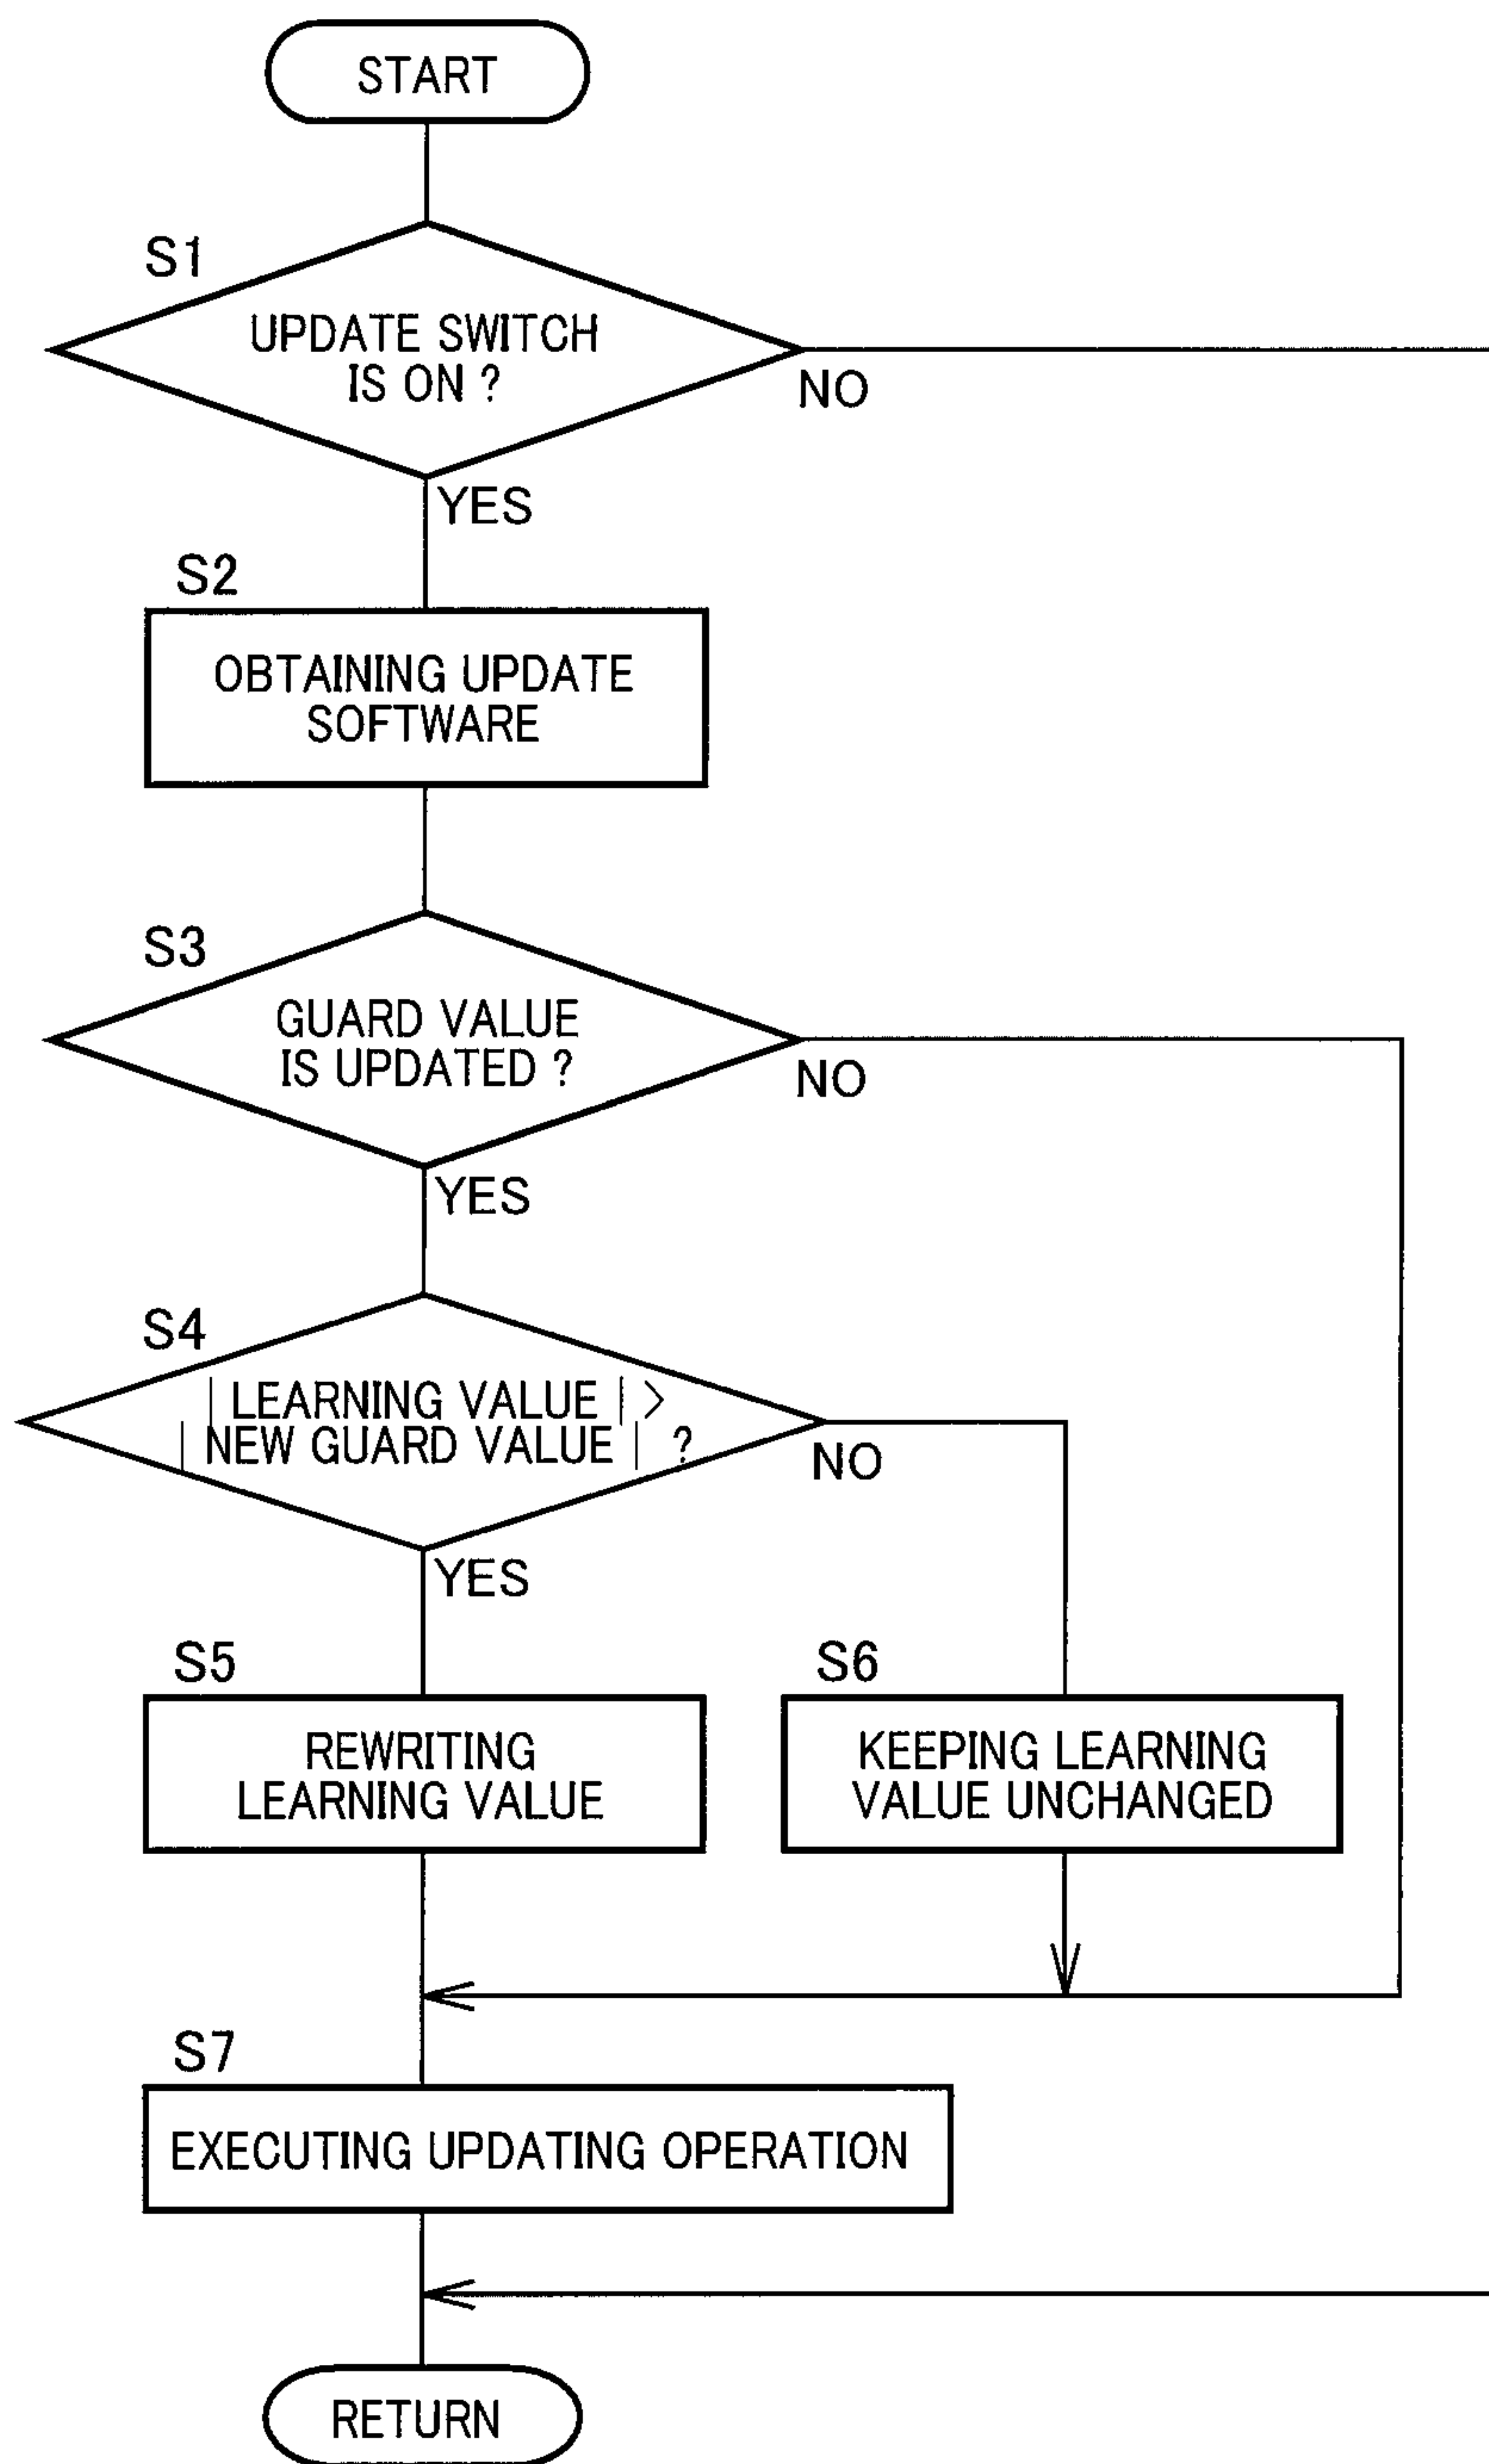 START
S1
UPDATE SWITCH
IS ON ?
NO
YES
S2
OBTAINING UPDATE
SOFTWARE
S3
GUARD VALUE
IS UPDATED ?
NO
YES
S4
| LEARNING VALUE | >
| NEW GUARD VALUE | ?
NO
YES
S5
REWRITING
LEARNING VALUE
S6
KEEPING LEARNING
VALUE UNCHANGED
S7
EXECUTING UPDATING OPERATION
RETURN